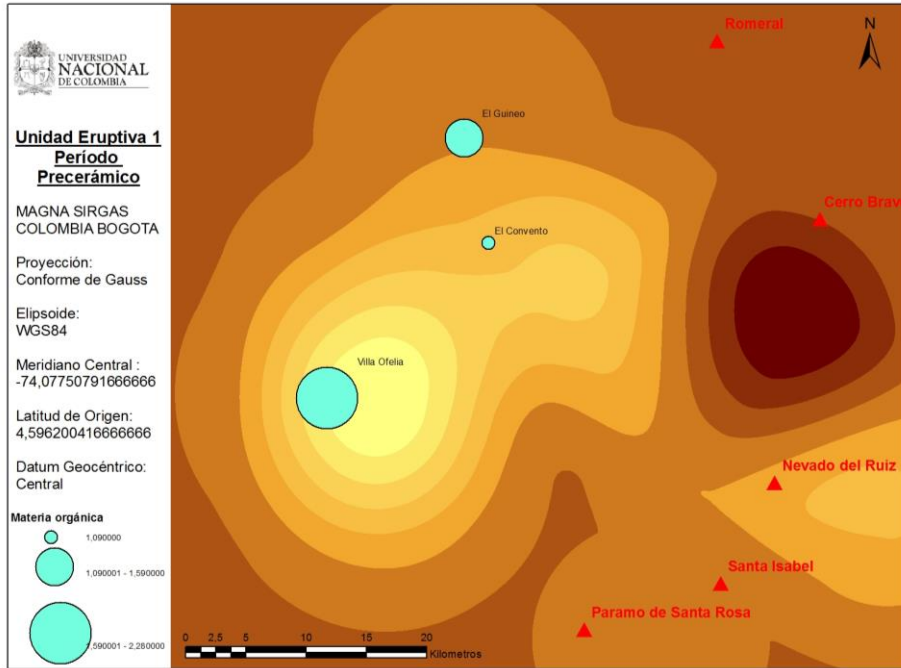 UNIVERSIDAD
NACIONAL
DE COLOMBIA
Unidad Eruptiva 1
Período
Precerámico
MAGNA SIRGAS
COLOMBIA BOGOTA
Proyección:
Conforme de Gauss
Elipsoide:
WGS84
Meridiano Central :
-74,07750791666666
Latitud de Origen:
4,596200416666666
Datum Geocéntrico:
Central
Materia orgánica
1,090000
1,090001 - 1,590000
1,590001 - 2,280000
Romeral
N
El Guineo
Cerro Brav
El Convento
Villa Ofelia
Nevado del Ruíz
Santa Isabel
Paramo de Santa Rosa
0 2,5 5 10 15 20
Kilometros